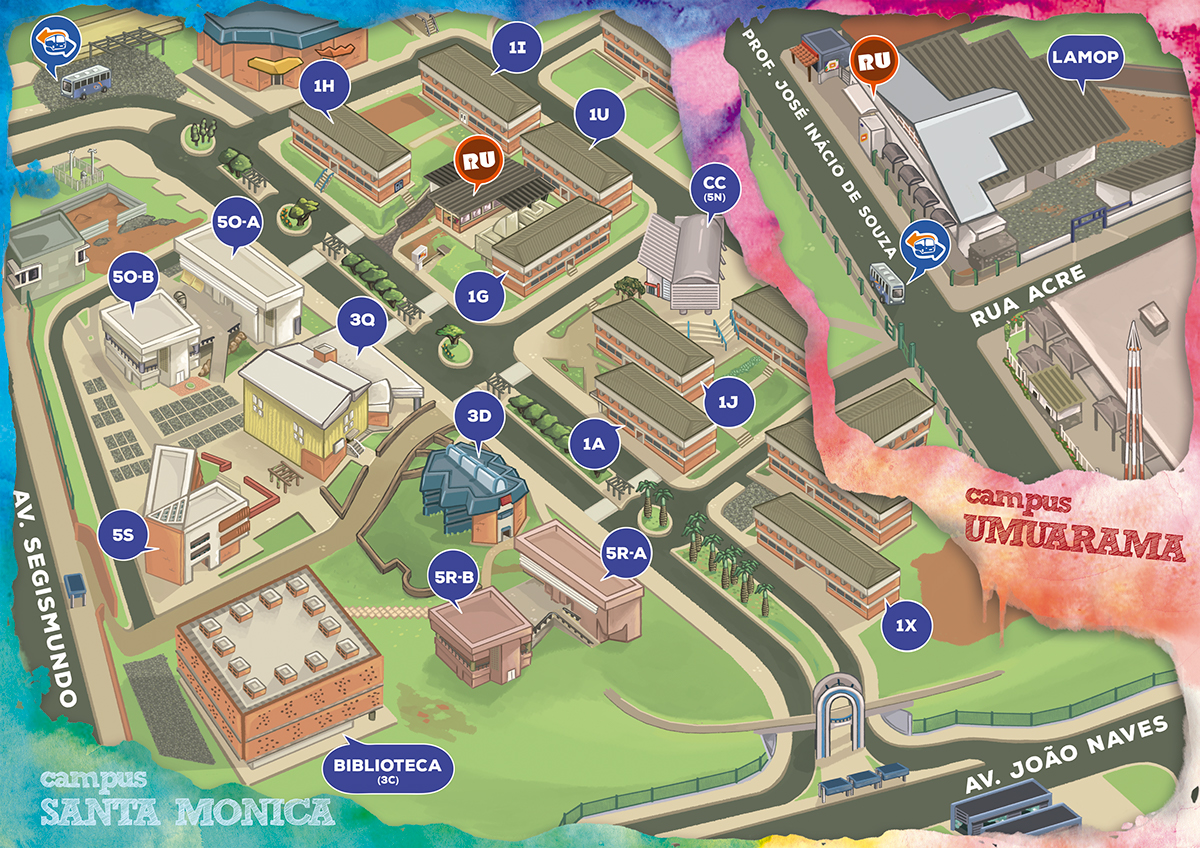 1I
1H
1U
RU
CC
(5N)
5O-A
5O-B
1G
3Q
3D
1J
1A
5S
5R-A
5R-B
1X
BIBLIOTECA
(3C)
AV. SEGISMUNDO
AV. JOÃO NAVES
campus
SANTA MONICA
PROF. JOSÉ INÁCIO DE SOUZA
RU
LAMOP
RUA ACRE
campus
UMUARAMA